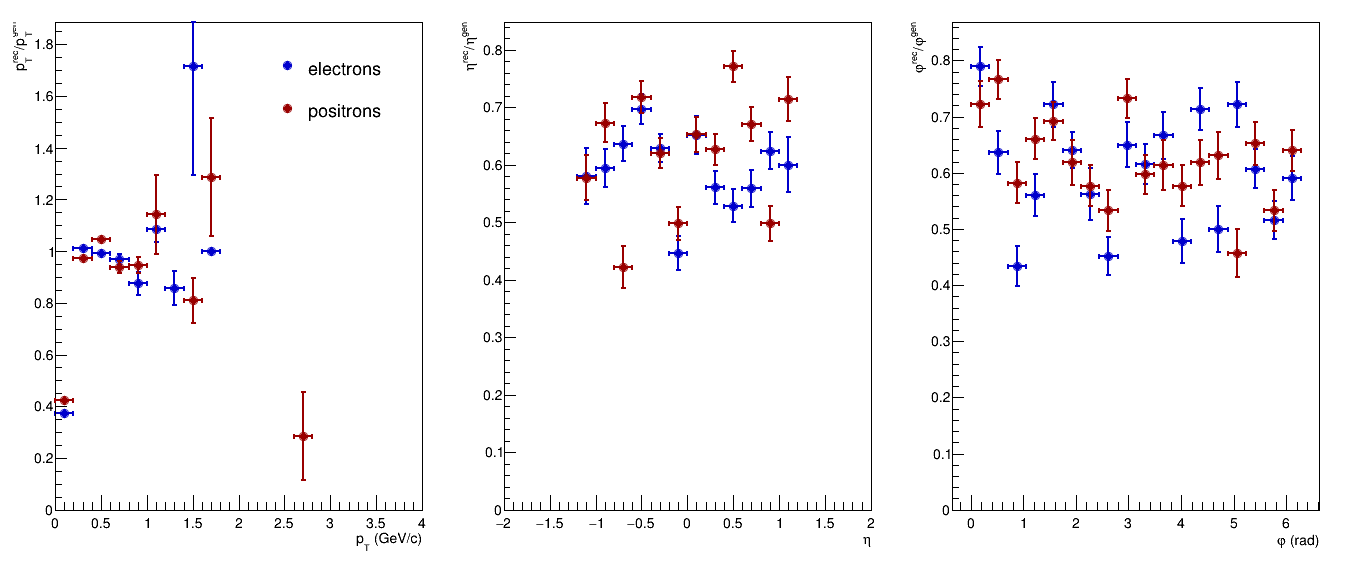 p_T^rec/p_T^gen
1.8
1.6
1.4
1.2
1
0.8
0.6
0.4
0.2
0
0 0.5 1 1.5 2 2.5 3 3.5 4
p_T (GeV/c)
electrons
positrons
η^rec/η^gen
0.8
0.7
0.6
0.5
0.4
0.3
0.2
0.1
0
−2 −1.5 −1 −0.5 0 0.5 1 1.5 2
η
φ^rec/φ^gen
0.8
0.7
0.6
0.5
0.4
0.3
0.2
0.1
0
0 1 2 3 4 5 6
φ (rad)